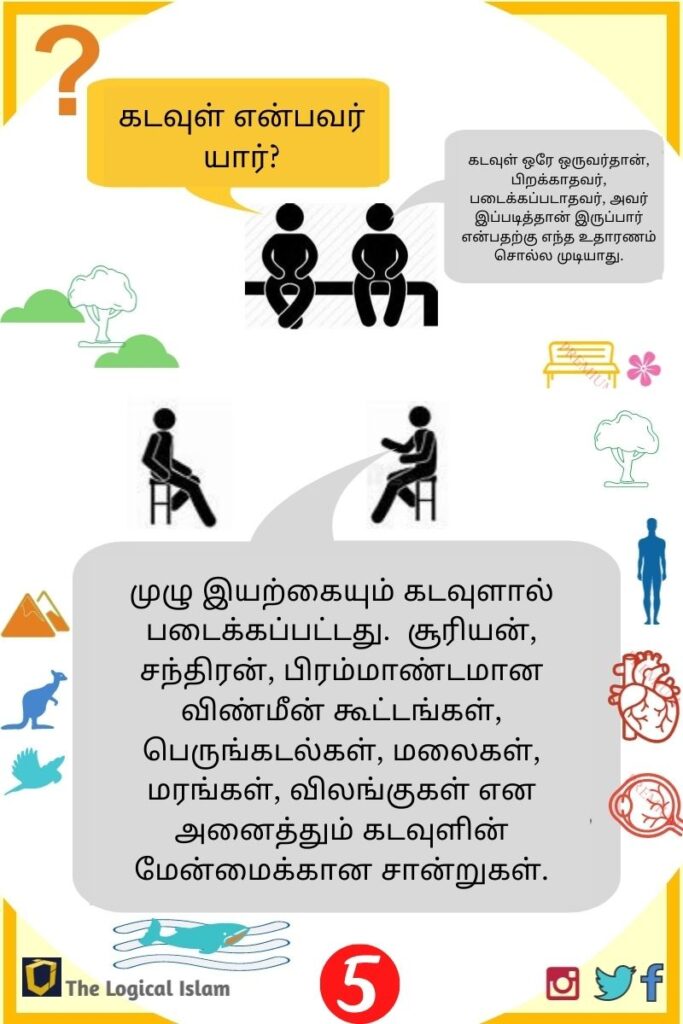 ?
கடவுள் என்பவர்
யார்?
கடவுள் ஒரே ஒருவர்தான்,
பிறக்காதவர்,
படைக்கப்படாதவர், அவர்
இப்படித்தான் இருப்பார்
என்பதற்கு எந்த உதாரணம்
சொல்ல முடியாது.
முழு இயற்கையும் கடவுளால்
படைக்கப்பட்டது. சூரியன்,
சந்திரன், பிரம்மாண்டமான
விண்மீன் கூட்டங்கள்,
பெருங்கடல்கள், மலைகள்,
மரங்கள், விலங்குகள் என
அனைத்தும் கடவுளின்
மேன்மைக்கான சான்றுகள்.
The Logical Islam
5